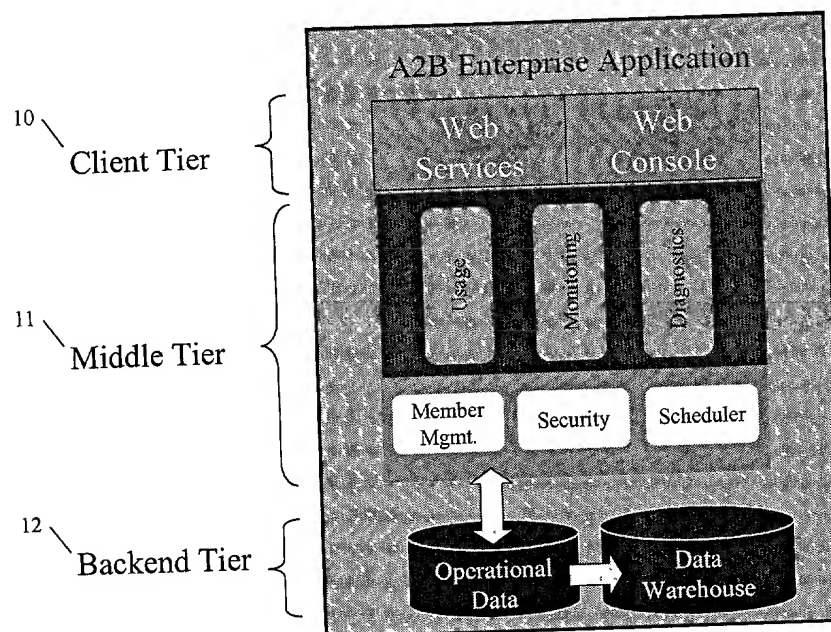 A2B Enterprise Application
10
Client Tier
Web Services
Web Console
11
Middle Tier
Usage
Monitoring
Diagnostics
Member Mgmt.
Security
Scheduler
12
Backend Tier
Operational Data
Data Warehouse